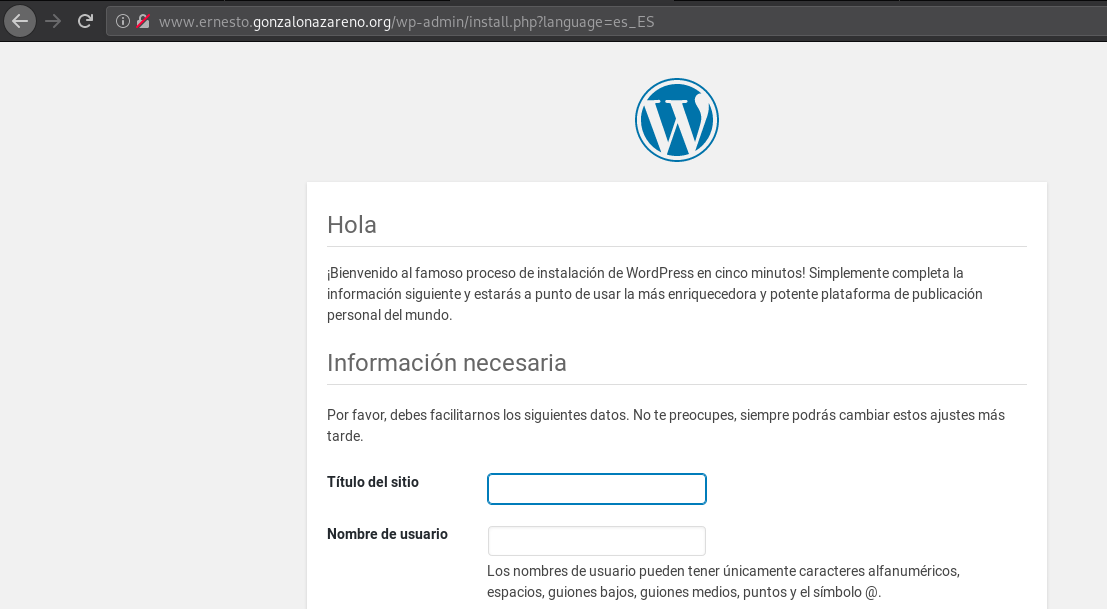 www.ernesto.gonzalonazareno.org/wp-admin/install.php?language=es_ES
W
Hola
¡Bienvenido al famoso proceso de instalación de WordPress en cinco minutos! Simplemente completa la
información siguiente y estarás a punto de usar la más enriquecedora y potente plataforma de publicación
personal del mundo.
Información necesaria
Por favor, debes facilitarnos los siguientes datos. No te preocupes, siempre podrás cambiar estos ajustes más
tarde.
Título del sitio
Nombre de usuario
Los nombres de usuario pueden tener únicamente caracteres alfanuméricos,
espacios, guiones bajos, guiones medios, puntos y el símbolo @.